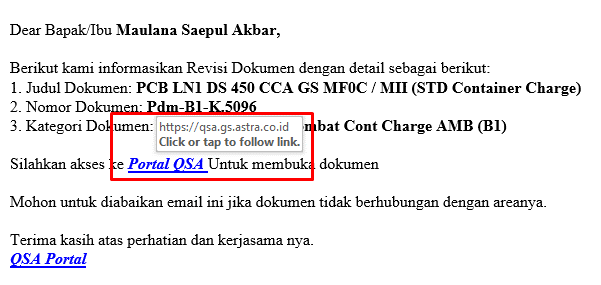 Dear Bapak/Ibu Maulana Saepul Akbar,
Berikut kami informasikan Revisi Dokumen dengan detail sebagai berikut:
1. Judul Dokumen: PCB LN1 DS 450 CCA GS MF0C / MII (STD Container Charge)
2. Nomor Dokumen: Pdm-B1-K.5096
3. Kategori Dokumen: mbat Cont Charge AMB (B1)
https://qsa.gs.astra.co.id
Click or tap to follow link.
Silahkan akses ke Portal QSA Untuk membuka dokumen
Mohon untuk diabaikan email ini jika dokumen tidak berhubungan dengan areanya.
Terima kasih atas perhatian dan kerjasama nya.
QSA Portal